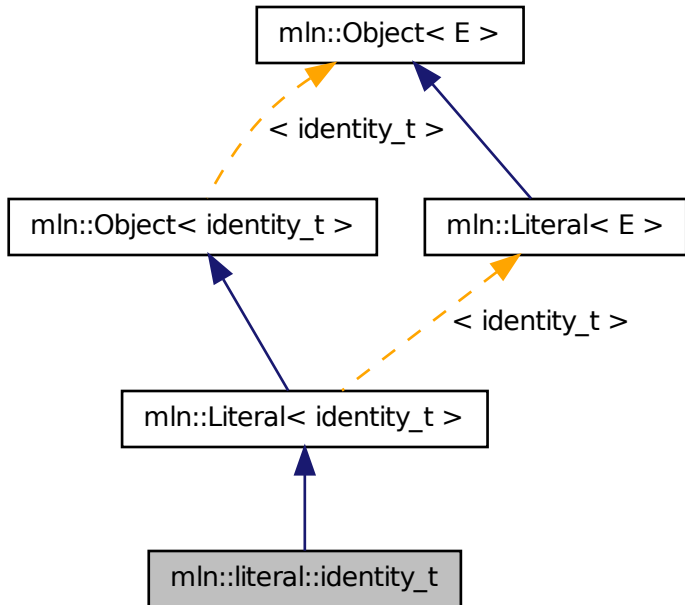 mln::Object< E >
< identity_t >
mln::Object< identity_t >
mln::Literal< E >
< identity_t >
mln::Literal< identity_t >
mln::literal::identity_t